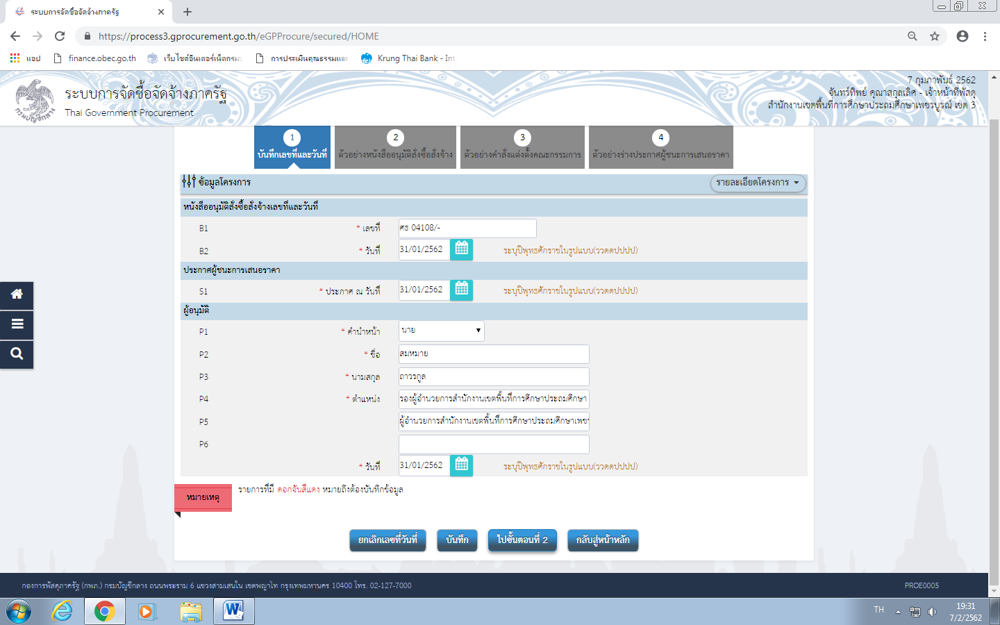 ระบบการจัดซื้อจัดจ้างภาครัฐ
https://process3.gprocurement.go.th/eGPProcure/secured/HOME
แอป finance.obec.go.th เว็บไซต์อินเตอร์เน็ตกรมบ การประเมินคุณธรรมและ Krung Thai Bank - Int
7 กุมภาพันธ์ 2562
ระบบการจัดซื้อจัดจ้างภาครัฐ
จันทร์ทิพย์ คุณาสกุลเลิศ - เจ้าหน้าที่พัสดุ
Thai Government Procurement
สำนักงานเขตพื้นที่การศึกษาประถมศึกษาเพชรบูรณ์ เขต 3
1 2 3 4
บันทึกเลขที่และวันที่ ตัวอย่างหนังสืออนุมัติสั่งซื้อสั่งจ้าง ตัวอย่างคำสั่งแต่งตั้งคณะกรรมการ ตัวอย่างร่างประกาศผู้ชนะการเสนอราคา
ข้อมูลโครงการ รายละเอียดโครงการ
หนังสืออนุมัติสั่งซื้อสั่งจ้างเลขที่และวันที่
B1 * เลขที่ ศธ 04108/-
B2 * วันที่ 31/01/2562 ระบุปีพุทธศักราชในรูปแบบ(ววดดปปปป)
ประกาศผู้ชนะการเสนอราคา
S1 * ประกาศ ณ วันที่ 31/01/2562 ระบุปีพุทธศักราชในรูปแบบ(ววดดปปปป)
ผู้อนุมัติ
P1 * คำนำหน้า นาย
P2 * ชื่อ สมหมาย
P3 * นามสกุล ถาวรกูล
P4 * ตำแหน่ง รองผู้อำนวยการสำนักงานเขตพื้นที่การศึกษาประถมศึกษา
P5 ผู้อำนวยการสำนักงานเขตพื้นที่การศึกษาประถมศึกษาเพชร
P6
* วันที่ 31/01/2562 ระบุปีพุทธศักราชในรูปแบบ(ววดดปปปป)
หมายเหตุ รายการที่มี ดอกจันสีแดง หมายถึงต้องบันทึกข้อมูล
ยกเลิกเลขที่วันที่ บันทึก ไปขั้นตอนที่ 2 กลับสู่หน้าหลัก
กองการพัสดุภาครัฐ (กพภ.) กรมบัญชีกลาง ถนนพระราม 6 แขวงสามเสนใน เขตพญาไท กรุงเทพมหานคร 10400 โทร. 02-127-7000 PROE0005
TH 19:31
7/2/2562